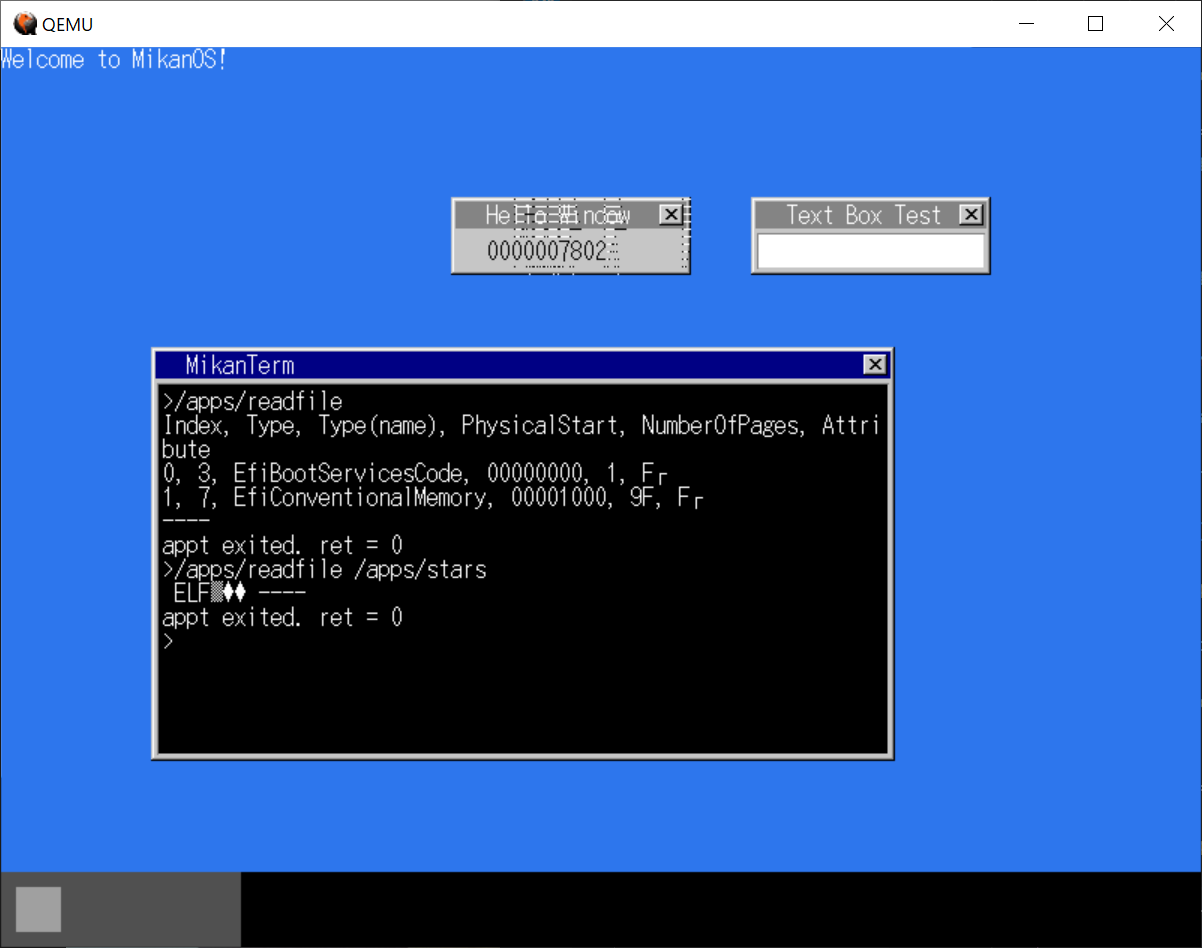 QEMU
Welcome to MikanOS!
Hello Window
0000007802
Text Box Test
MikanTerm
>/apps/readfile
Index, Type, Type(name), PhysicalStart, NumberOfPages, Attri
bute
0, 3, EfiBootServicesCode, 00000000, 1, F┌
1, 7, EfiConventionalMemory, 00001000, 9F, F┌
----
appt exited. ret = 0
>/apps/readfile /apps/stars
ELF▒♦♦ ----
appt exited. ret = 0
>